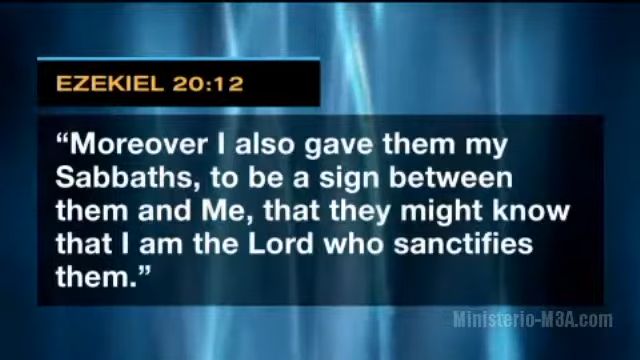 EZEKIEL 20:12
“Moreover I also gave them my
Sabbaths, to be a sign between
them and Me, that they might know
that I am the Lord who sanctifies
them.”
Ministerio-M3A.com